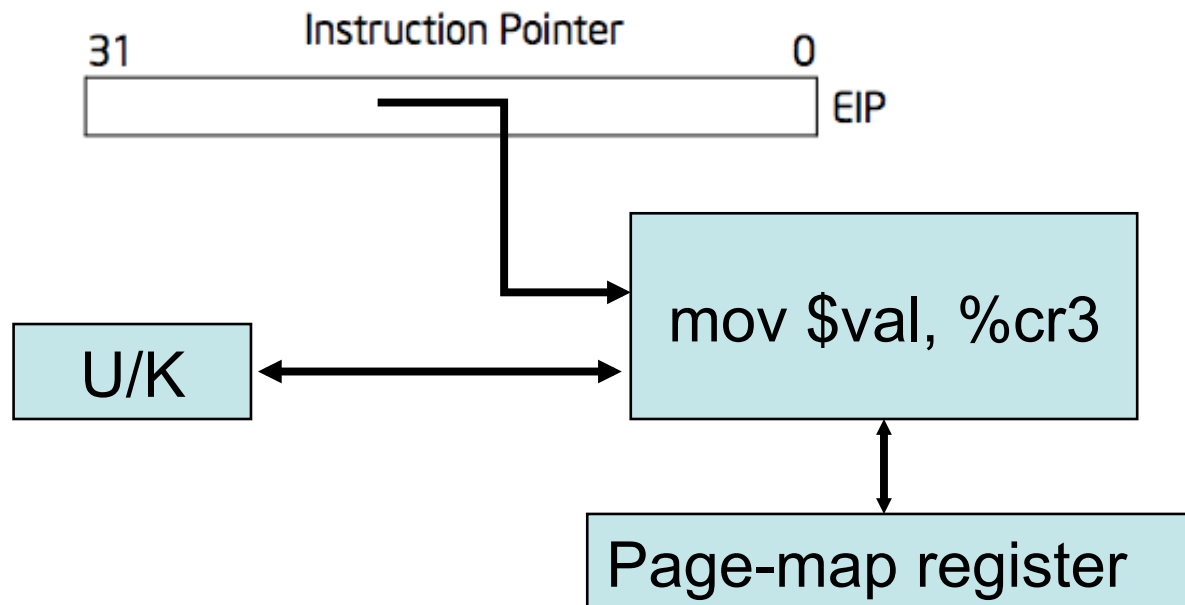 Instruction Pointer
31 0
EIP
mov $val, %cr3
U/K
Page-map register